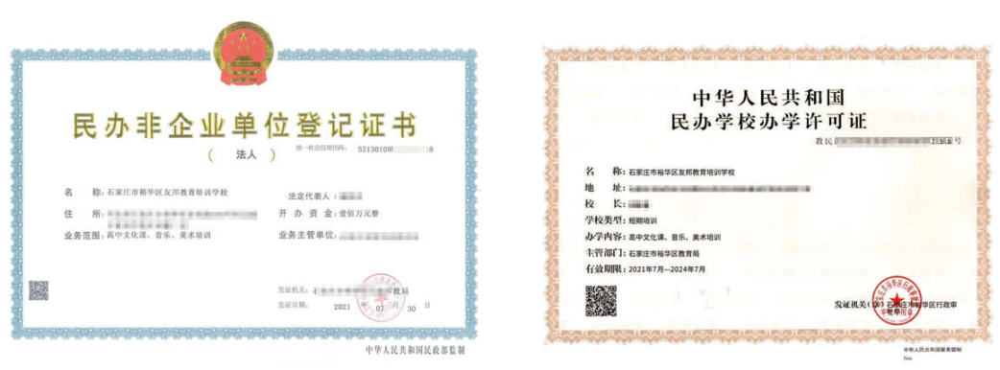 民办非企业单位登记证书
（ 法人 ）
统一社会信用代码： 5213010 8
名 称：石家庄市裕华区友邦教育培训学校
法定代表人：
住 所：
开 办 资 金：壹佰万元整
业务范围：高中文化课、音乐、美术培训
业务主管单位：
发证机关： 批局
发证日期： 2021 年 07 月 30 日
中华人民共和国民政部监制
中华人民共和国
民办学校办学许可证
教民 号
名 称：石家庄市裕华区友邦教育培训学校
地 址：
校 长：
学校类型：短期培训
办学内容：高中文化课、音乐、美术培训
主管部门：石家庄市裕华区教育局
有效期限：2021年7月—2024年7月
发证机关(章) 石家庄市裕华区行政审
批局
中华人民共和国教育部制
No.